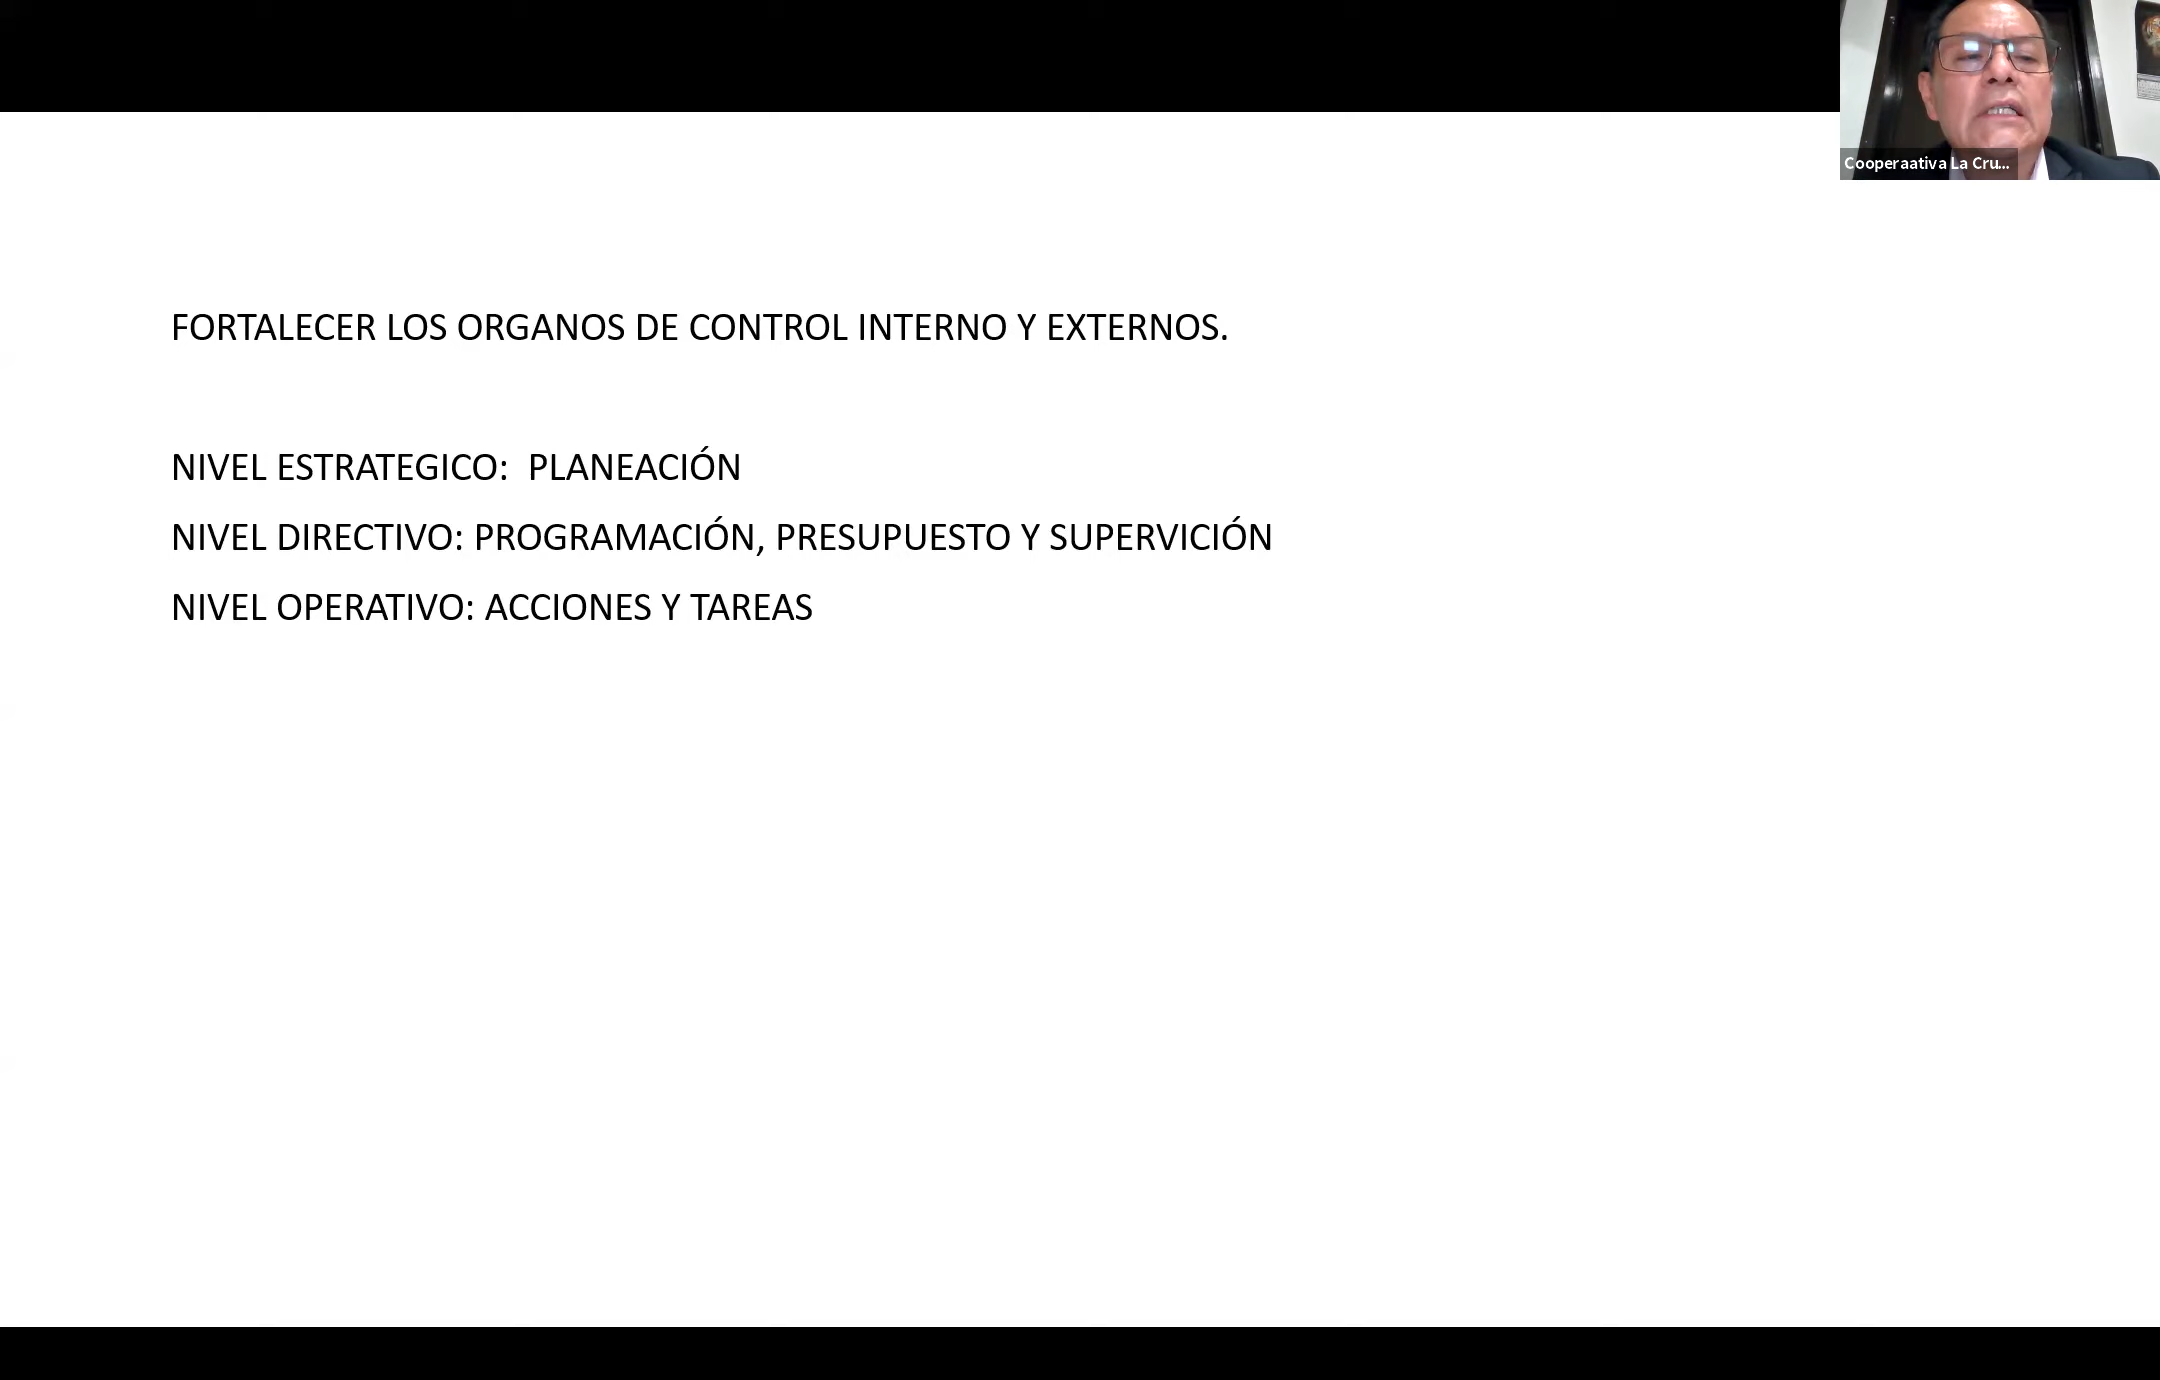 Cooperaativa La Cru...
FORTALECER LOS ORGANOS DE CONTROL INTERNO Y EXTERNOS.
NIVEL ESTRATEGICO: PLANEACIÓN
NIVEL DIRECTIVO: PROGRAMACIÓN, PRESUPUESTO Y SUPERVICIÓN
NIVEL OPERATIVO: ACCIONES Y TAREAS